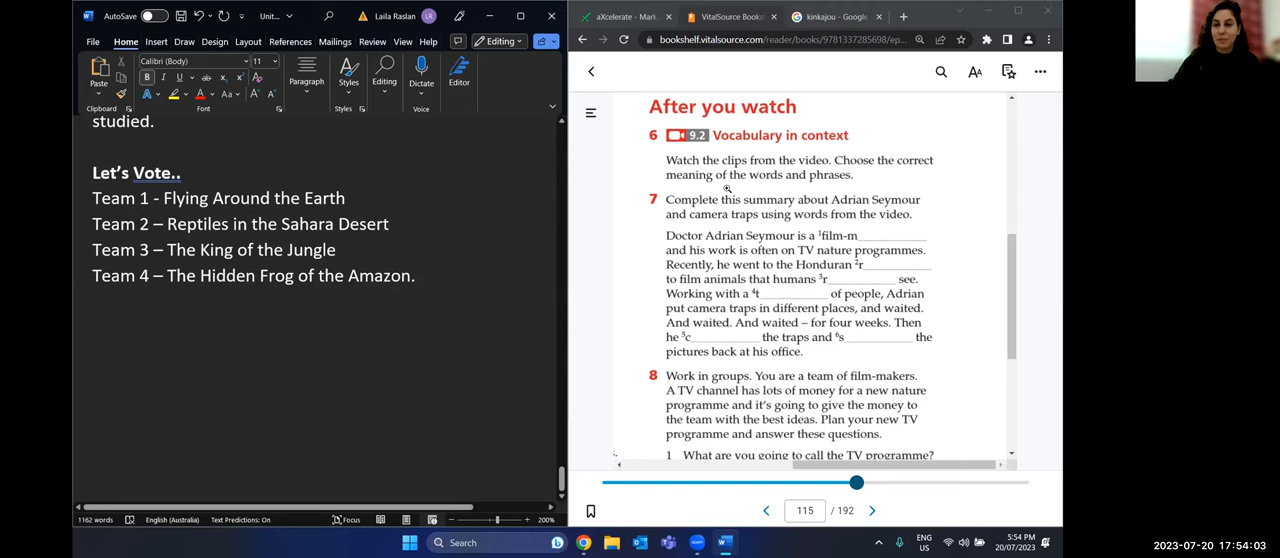 AutoSave Off Unit... Laila Raslan LR
File Home Insert Draw Design Layout References Mailings Review View Help Editing
Calibri (Body) 11
Paste Paragraph Styles Editing Dictate Editor
Clipboard Font Styles Voice
studied.
Let's Vote..
Team 1 - Flying Around the Earth
Team 2 – Reptiles in the Sahara Desert
Team 3 – The King of the Jungle
Team 4 – The Hidden Frog of the Amazon.
1162 words English (Australia) Text Predictions: On Focus 200%
aXcelerate - Mark VitalSource Books kinkajou - Google
bookshelf.vitalsource.com/reader/books/9781337285698/ep...
After you watch
6 9.2 Vocabulary in context
Watch the clips from the video. Choose the correct
meaning of the words and phrases.
7 Complete this summary about Adrian Seymour
and camera traps using words from the video.
Doctor Adrian Seymour is a ¹film-m____________
and his work is often on TV nature programmes.
Recently, he went to the Honduran ²r____________
to film animals that humans ³r____________ see.
Working with a ⁴t____________ of people, Adrian
put camera traps in different places, and waited.
And waited. And waited – for four weeks. Then
he ⁵c____________ the traps and ⁶s____________ the
pictures back at his office.
8 Work in groups. You are a team of film-makers.
A TV channel has lots of money for a new nature
programme and it's going to give the money to
the team with the best ideas. Plan your new TV
programme and answer these questions.
1 What are you going to call the TV programme?
115 / 192
Search
ENG
US
5:54 PM
20/07/2023
2023-07-20 17:54:03